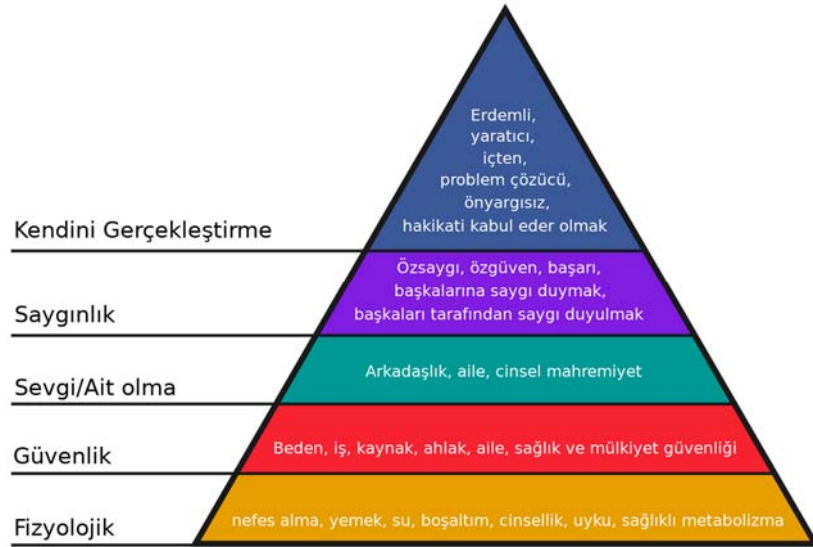 Erdemli,
yaratıcı,
içten,
problem çözücü,
önyargısız,
hakikati kabul eder olmak
Kendini Gerçekleştirme
Özsaygı, özgüven, başarı,
başkalarına saygı duymak,
başkaları tarafından saygı duyulmak
Saygınlık
Arkadaşlık, aile, cinsel mahremiyet
Sevgi/Ait olma
Beden, iş, kaynak, ahlak, aile, sağlık ve mülkiyet güvenliği
Güvenlik
nefes alma, yemek, su, boşaltım, cinsellik, uyku, sağlıklı metabolizma
Fizyolojik